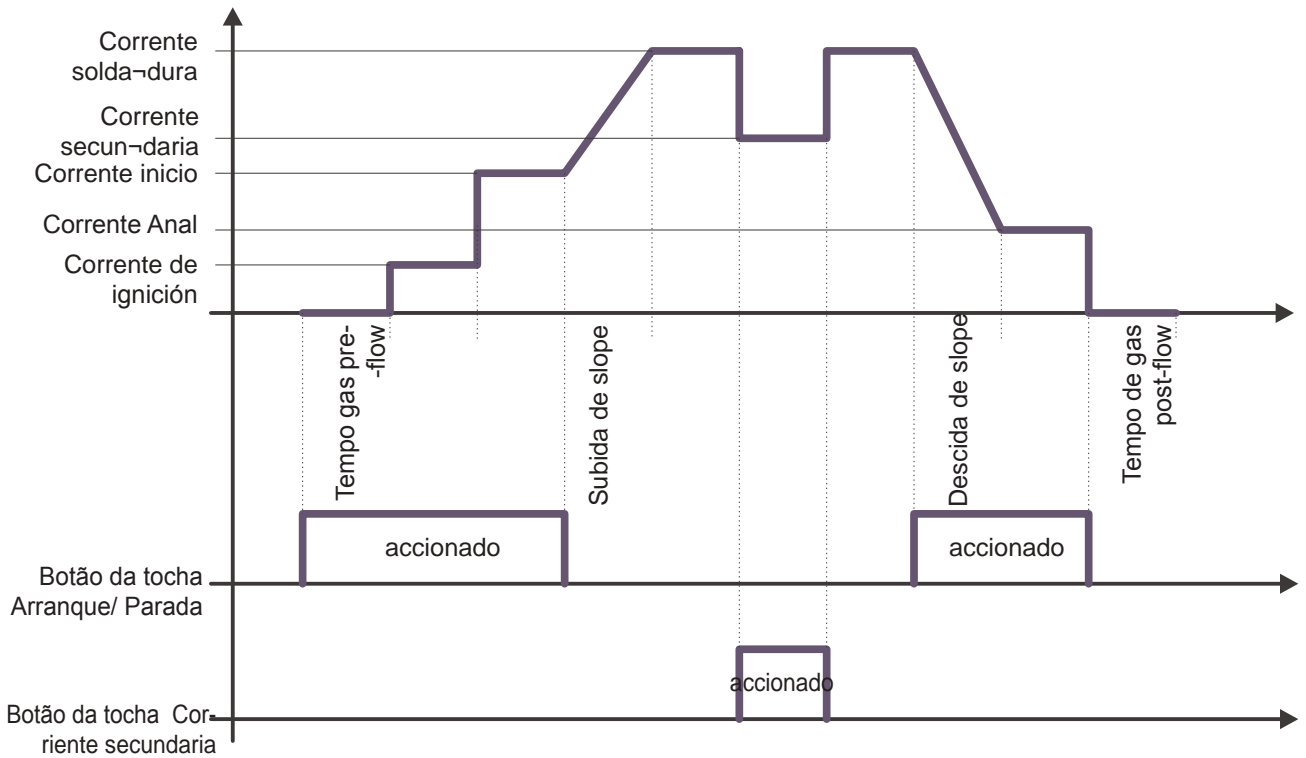 Corrente
solda¬dura
Corrente
secun¬daria
Corrente inicio
Corrente Anal
Corrente de
ignición
Tempo gas pre-
-flow
Subida de slope
Descida de slope
Tempo de gas
post-flow
accionado
accionado
Botão da tocha
Arranque/ Parada
accionado
Botão da tocha Cor-
riente secundaria